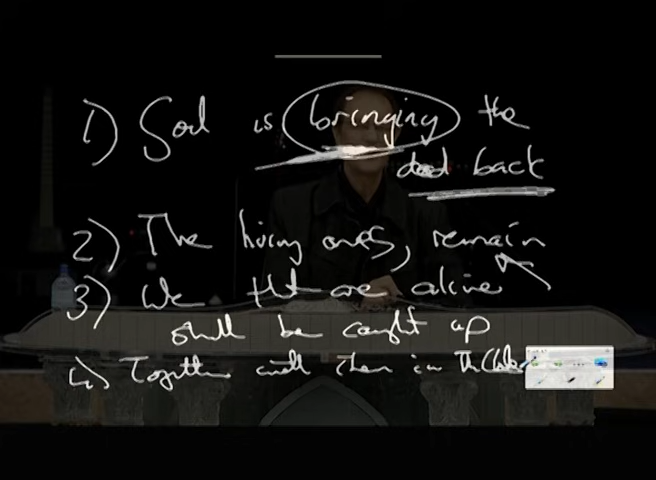 1) God is bringing the
dead back
2) The living ones, remain
3) We that are alive
shall be caught up
4) Together with them in The